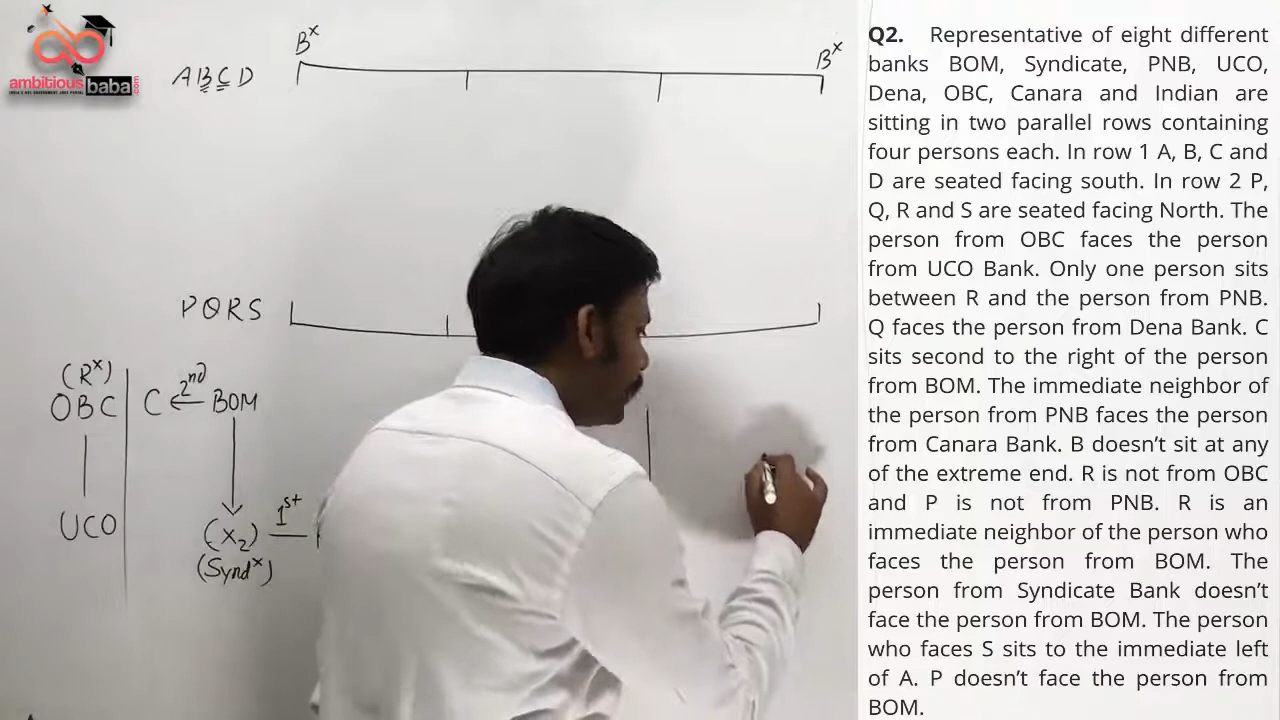 ambitiousbaba.com
INDIA'S NO1 GOVERNMENT JOBS PORTAL
B^x
B^x
A B C D
P Q R S
(R^x)
OBC
UCO
C 2nd BOM
(x₂) 1st
(Synd^x)
Q2. Representative of eight different
banks BOM, Syndicate, PNB, UCO,
Dena, OBC, Canara and Indian are
sitting in two parallel rows containing
four persons each. In row 1 A, B, C and
D are seated facing south. In row 2 P,
Q, R and S are seated facing North. The
person from OBC faces the person
from UCO Bank. Only one person sits
between R and the person from PNB.
Q faces the person from Dena Bank. C
sits second to the right of the person
from BOM. The immediate neighbor of
the person from PNB faces the person
from Canara Bank. B doesn’t sit at any
of the extreme end. R is not from OBC
and P is not from PNB. R is an
immediate neighbor of the person who
faces the person from BOM. The
person from Syndicate Bank doesn’t
face the person from BOM. The person
who faces S sits to the immediate left
of A. P doesn’t face the person from
BOM.